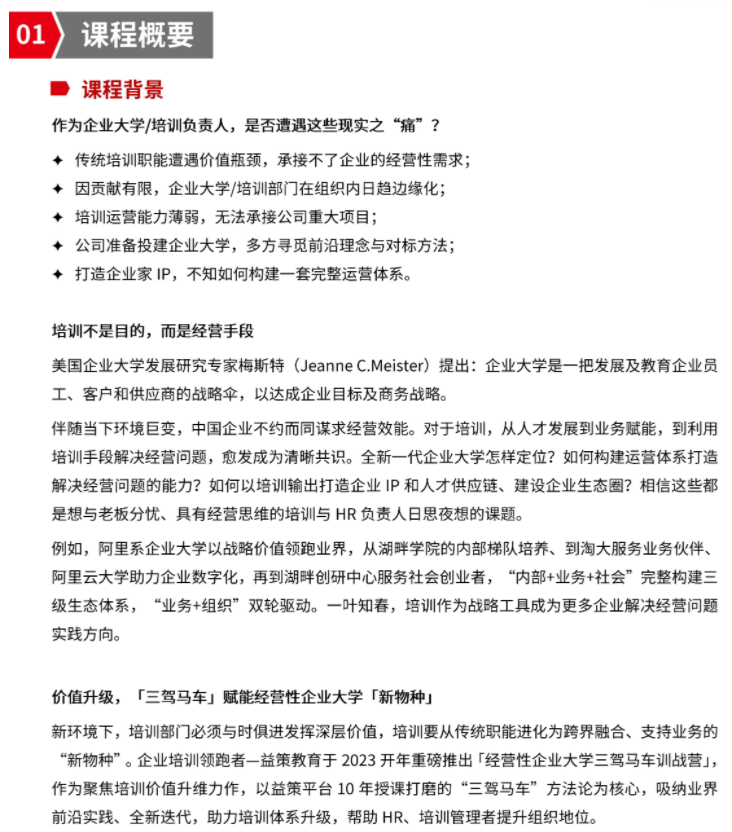 01 课程概要
课程背景
作为企业大学/培训负责人，是否遭遇这些现实之“痛”？
✦ 传统培训职能遭遇价值瓶颈，承接不了企业的经营性需求；
✦ 因贡献有限，企业大学/培训部门在组织内日趋边缘化；
✦ 培训运营能力薄弱，无法承接公司重大项目；
✦ 公司准备投建企业大学，多方寻觅前沿理念与对标方法；
✦ 打造企业家 IP，不知如何构建一套完整运营体系。
培训不是目的，而是经营手段
美国企业大学发展研究专家梅斯特（Jeanne C.Meister）提出：企业大学是一把发展及教育企业员
工、客户和供应商的战略伞，以达成企业目标及商务战略。
伴随当下环境巨变，中国企业不约而同谋求经营效能。对于培训，从人才发展到业务赋能，到利用
培训手段解决经营问题，愈发成为清晰共识。全新一代企业大学怎样定位？如何构建运营体系打造
解决经营问题的能力？如何以培训输出打造企业 IP 和人才供应链、建设企业生态圈？相信这些都
是想与老板分忧、具有经营思维的培训与 HR 负责人日思夜想的课题。
例如，阿里系企业大学以战略价值领跑业界，从湖畔学院的内部梯队培养、到淘大服务业务伙伴、
阿里云大学助力企业数字化，再到湖畔创研中心服务社会创业者，“内部+业务+社会”完整构建三
级生态体系，“业务+组织”双轮驱动。一叶知春，培训作为战略工具成为更多企业解决经营问题
实践方向。
价值升级，「三驾马车」赋能经营性企业大学「新物种」
新环境下，培训部门必须与时俱进发挥深层价值，培训要从传统职能进化为跨界融合、支持业务的
“新物种”。企业培训领跑者—益策教育于 2023 开年重磅推出「经营性企业大学三驾马车训战营」，
作为聚焦培训价值升维力作，以益策平台 10 年授课打磨的“三驾马车”方法论为核心，吸纳业界
前沿实践、全新迭代，助力培训体系升级，帮助 HR、培训管理者提升组织地位。